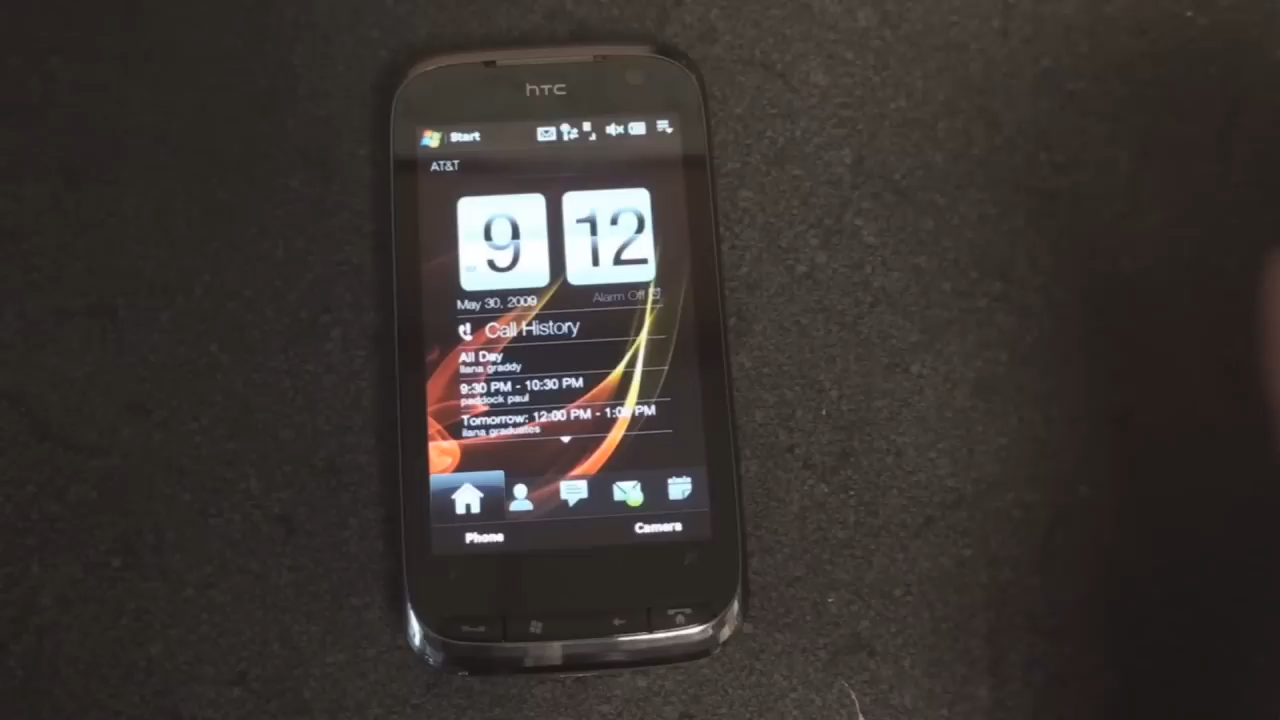 hTC
Start
AT&T
9 12
May 30, 2009 Alarm Off
Call History
All Day
ilana graddy
9:30 PM - 10:30 PM
paddock paul
Tomorrow: 12:00 PM - 1:00 PM
ilana graduates
Phone Camera